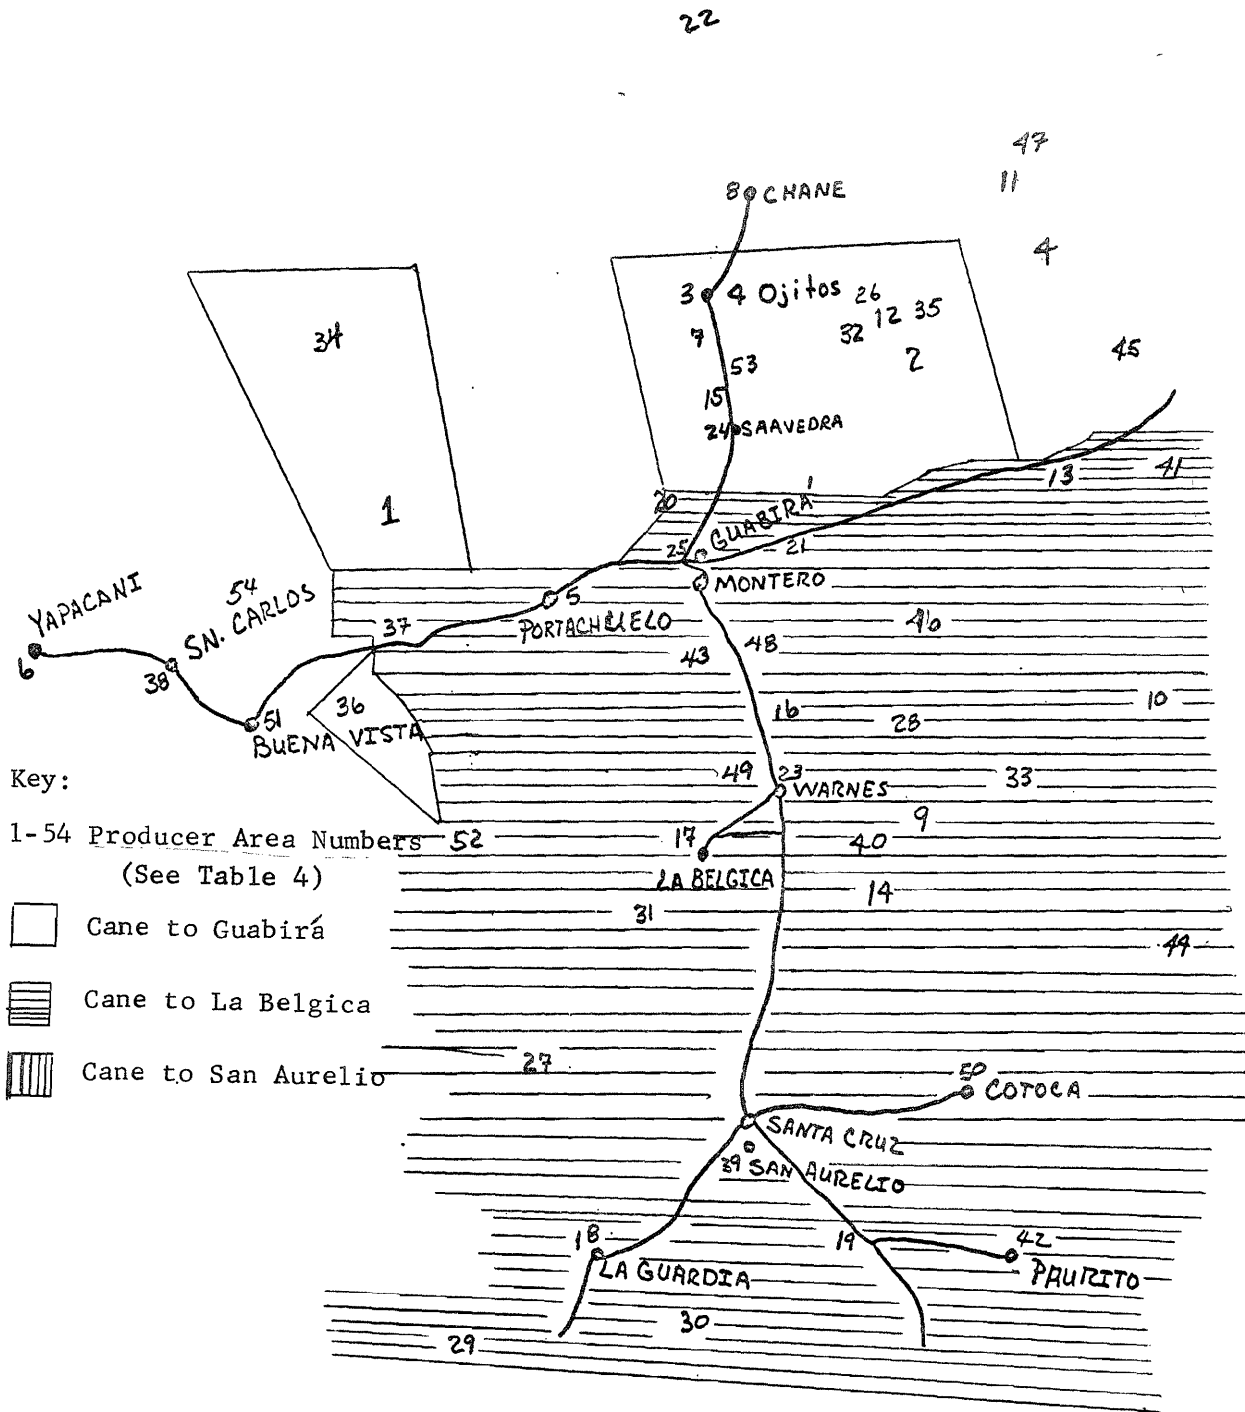 22
47
11
8 CHANE
4
3 4 Ojitos 26
12 35
32
7
2
53
45
34
15
24 SAAVEDRA
41
13
20
1
GUABIRÁ
25
21
MONTERO
54
5
YAPACANI
SN. CARLOS
37
PORTACHUELO
46
48
43
6
38
10
36
16
28
51
BUENA VISTA
49
23
33
WARNES
Key:
9
1-54 Producer Area Numbers
52
17
40
(See Table 4)
LA BELGICA
14
31
Cane to Guabirá
44
Cane to La Belgica
27
Cane to San Aurelio
50
COTOCA
SANTA CRUZ
39 SAN AURELIO
18
19
42
LA GUARDIA
PAURITO
30
29